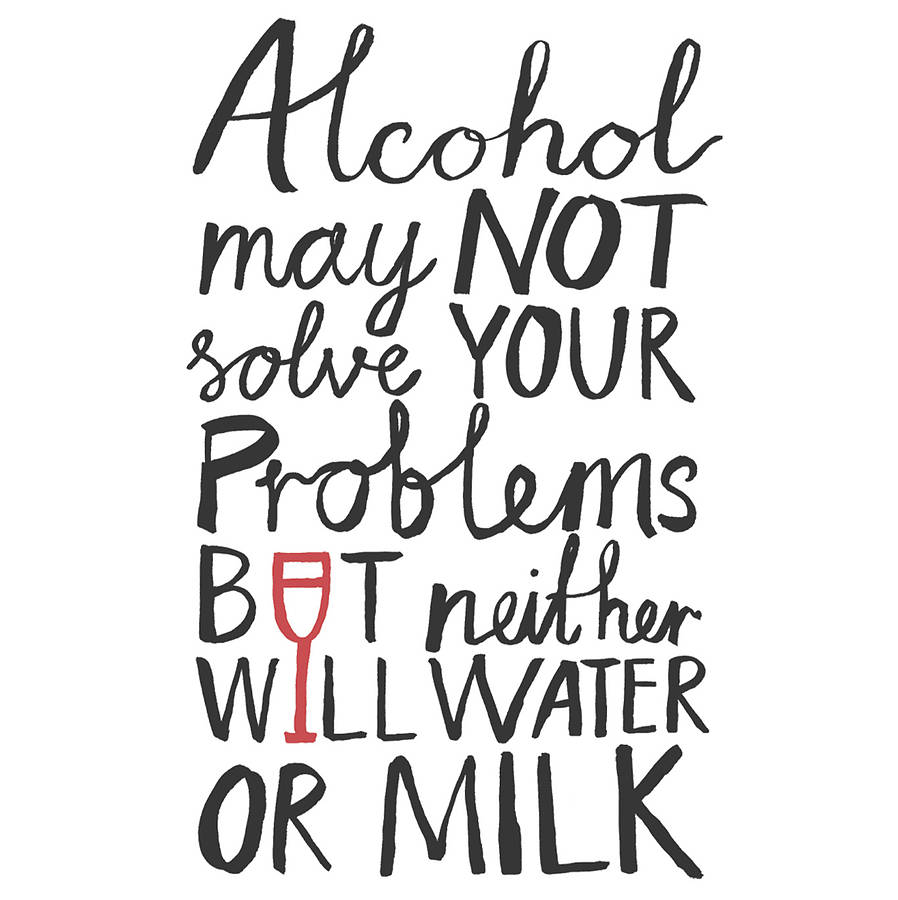 Alcohol
may NOT
solve YOUR
Problems
BUT neither
WILL WATER
OR MILK